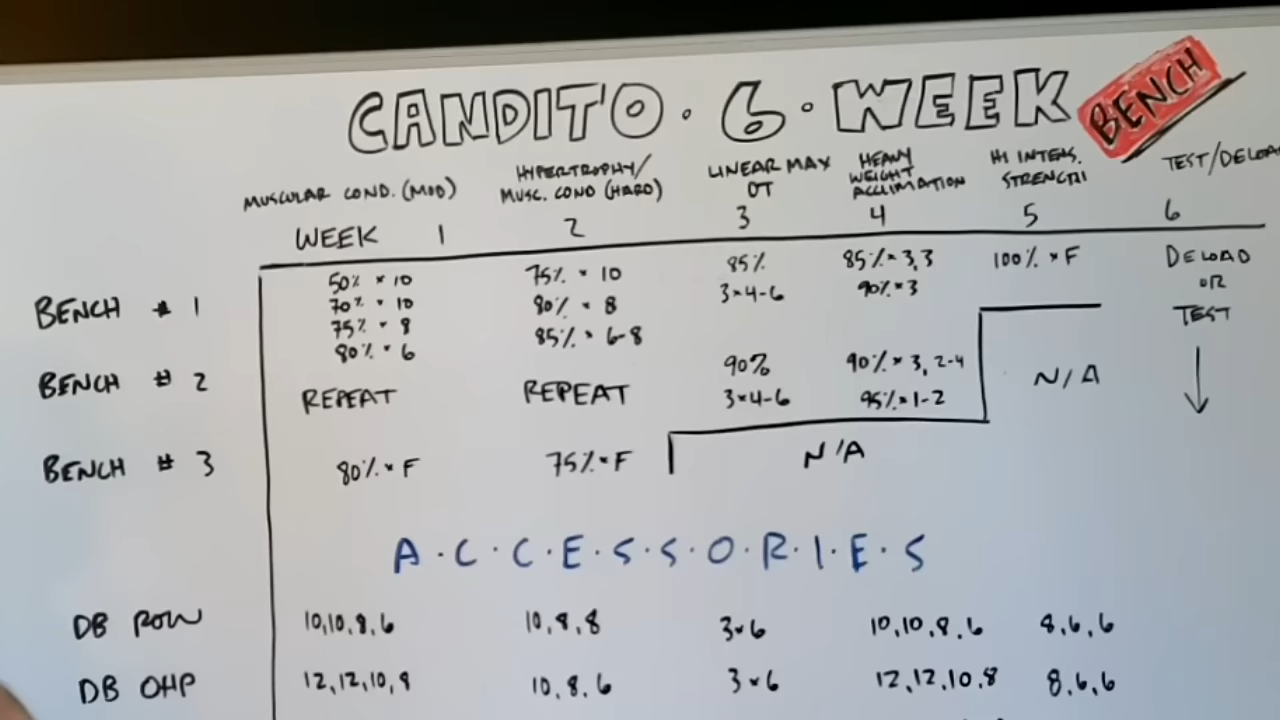 CANDITO · 6 · WEEK BENCH
MUSCULAR COND. (MOD)
HYPERTROPHY/
MUSC. COND (HARD)
LINEAR MAX
OT
HEAVY
WEIGHT
ACCLIMATION
HI INTENS.
STRENGTH
TEST/DELOA
WEEK 1 2 3 4 5 6
BENCH # 1
50% × 10
70% × 10
75% × 8
80% × 6
75% × 10
80% × 8
85% × 6-8
85%
3×4-6
85% × 3,3
90% × 3
100% × F
DELOAD
OR
TEST
BENCH # 2
REPEAT
REPEAT
90%
3×4-6
90% × 3, 2-4
95% × 1-2
N/A
BENCH # 3
80% × F
75% × F
N/A
A·C·C·E·S·S·O·R·I·E·S
DB ROW 10,10,8,6 10,8,8 3×6 10,10,8,6 8,6,6
DB OHP 12,12,10,8 10,8,6 3×6 12,12,10,8 8,6,6